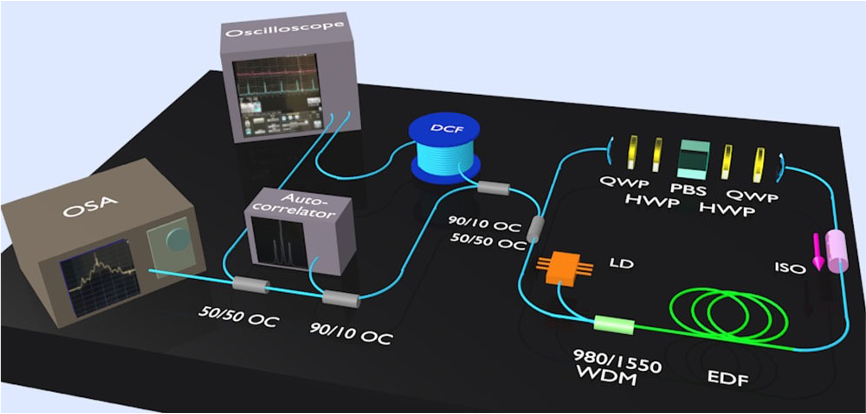 Oscilloscope
DCF
OSA
Auto-
correlator
QWP PBS QWP
HWP HWP
90/10 OC
50/50 OC
LD
ISO
50/50 OC
90/10 OC
980/1550
WDM
EDF